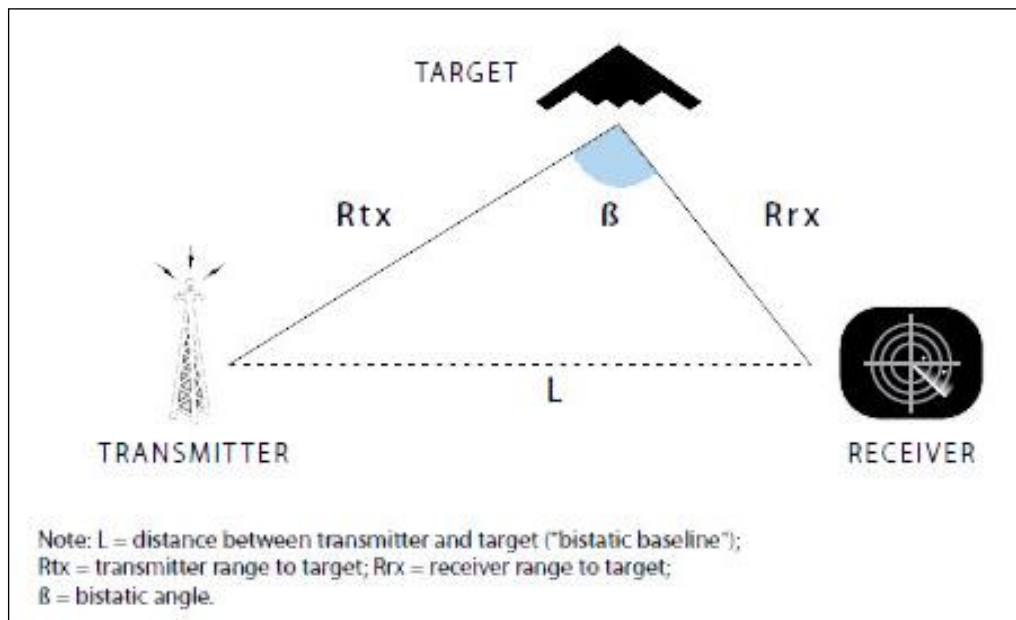 TARGET
Rtx
ß
Rrx
L
TRANSMITTER
RECEIVER
Note: L = distance between transmitter and target ("bistatic baseline");
Rtx = transmitter range to target; Rrx = receiver range to target;
ß = bistatic angle.